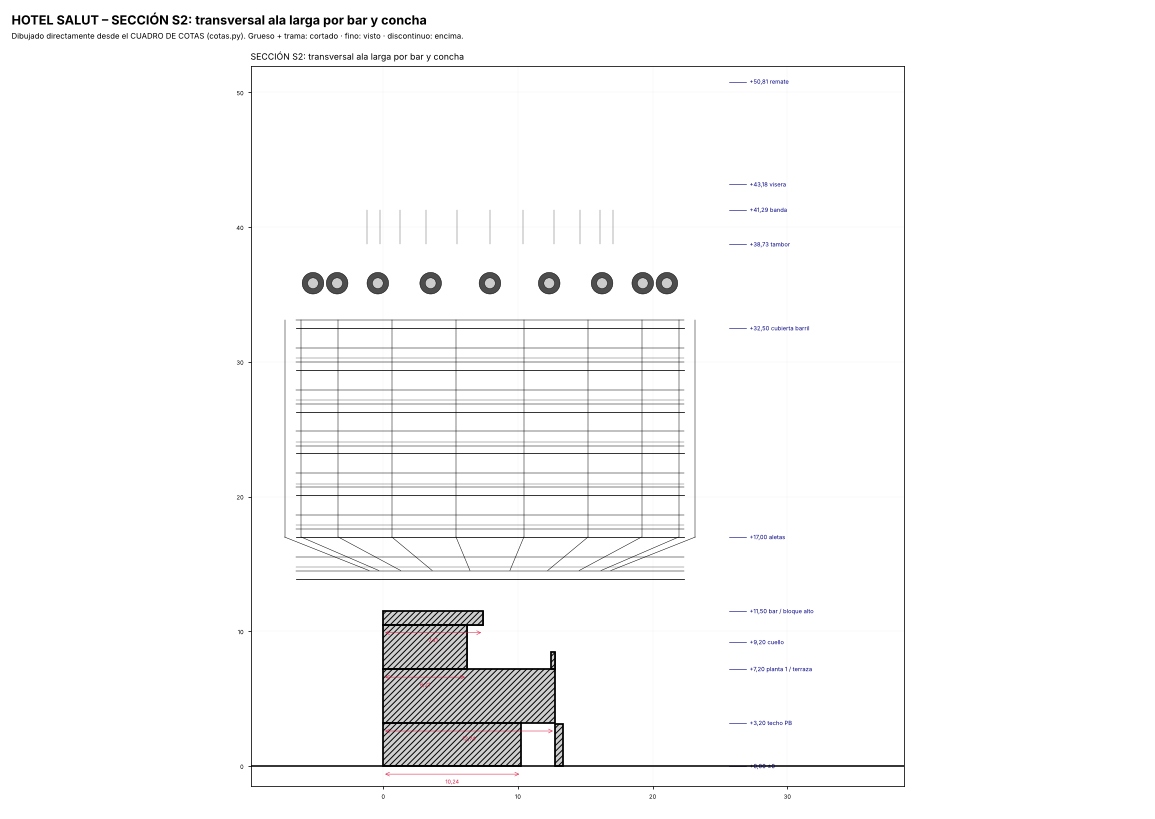 HOTEL SALUT – SECCIÓN S2: transversal ala larga por bar y concha
Dibujado directamente desde el CUADRO DE COTAS (cotas.py). Grueso + trama: cortado · fino: visto · discontinuo: encima.
SECCIÓN S2: transversal ala larga por bar y concha
+50,81 remate
50
+43,18 visera
+41,29 banda
40
+38,73 tambor
+32,50 cubierta barril
30
20
+17,00 aletas
+11,50 bar / bloque alto
10
+9,20 cuello
+7,20 planta 1 / terraza
+3,20 techo PB
0
10,24
0 10 20 30